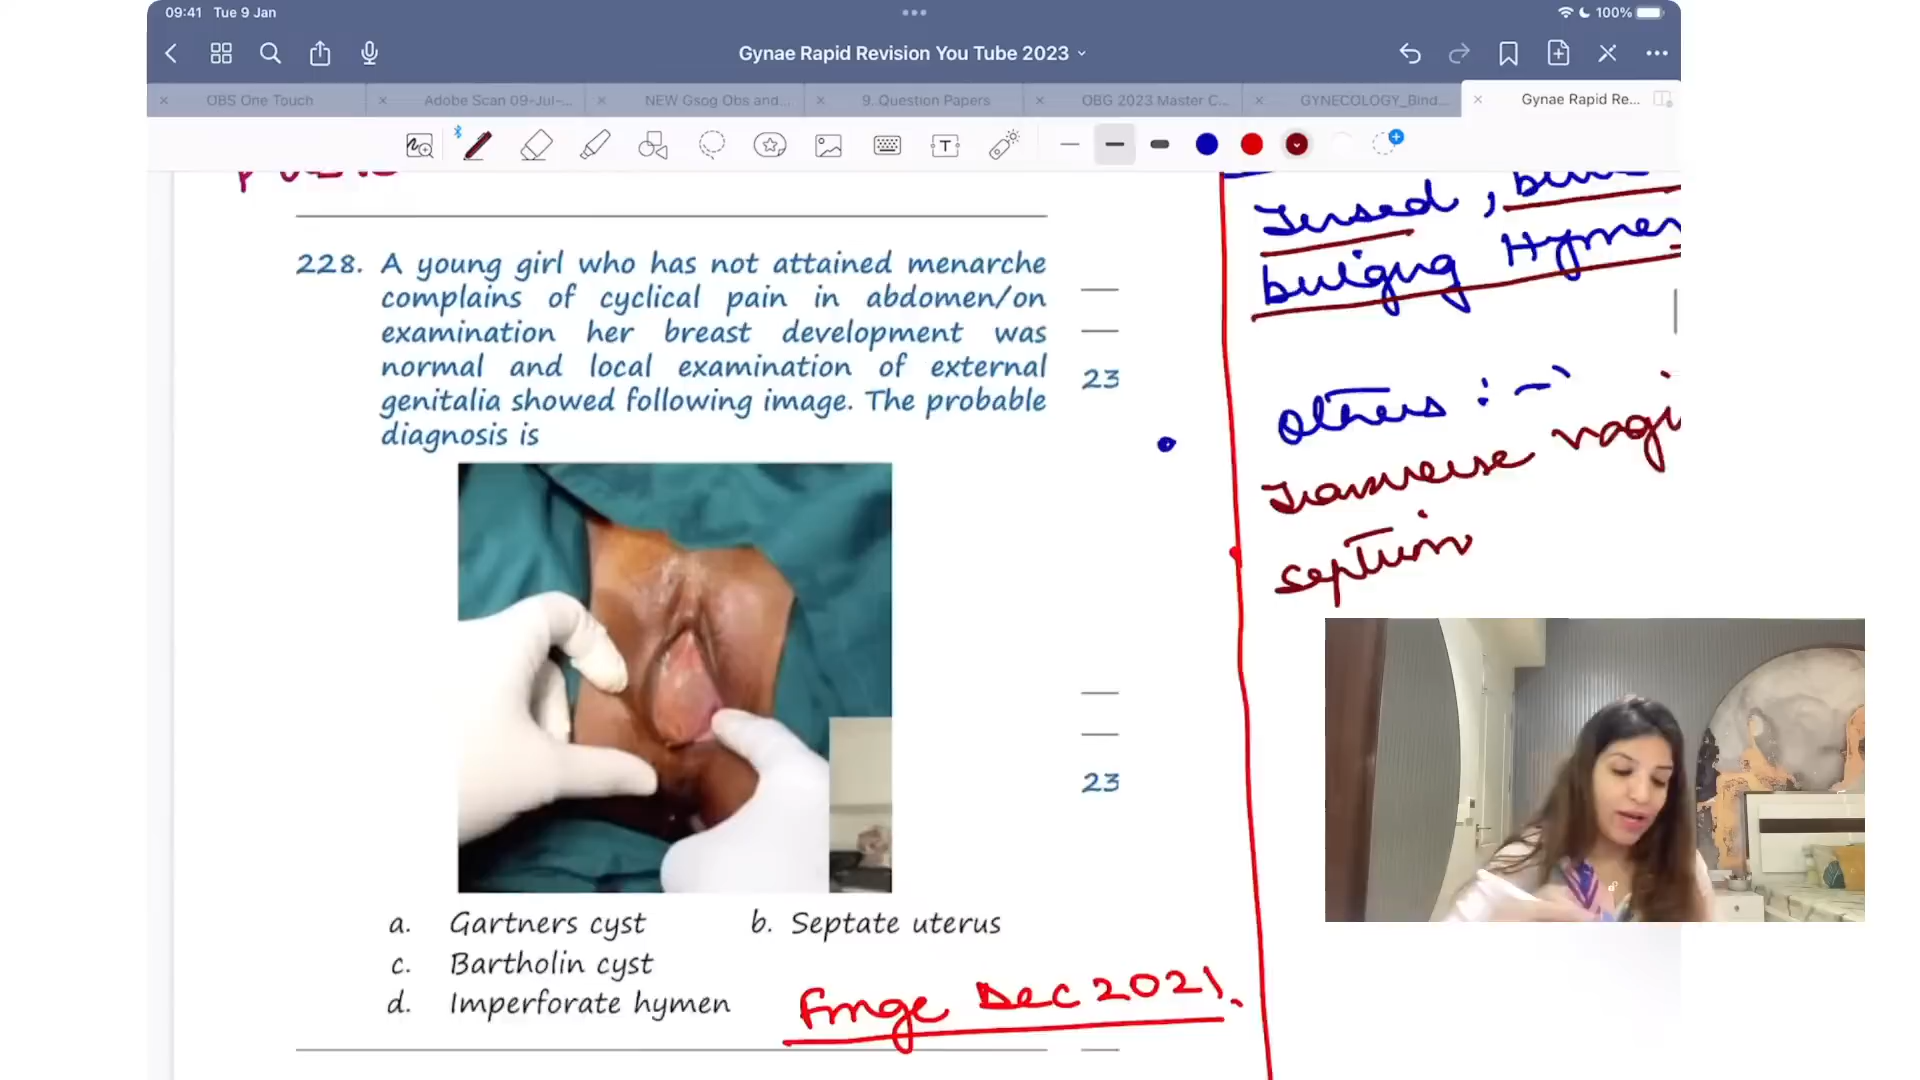 09:41 Tue 9 Jan
100%
Gynae Rapid Revision You Tube 2023
OBS One Touch
Adobe Scan 09-Jul-...
NEW Gsog Obs and...
9. Question Papers
OBG 2023 Master C...
GYNECOLOGY_Bind...
Gynae Rapid Re...
T
228. A young girl who has not attained menarche
complains of cyclical pain in abdomen/on
examination her breast development was
normal and local examination of external
genitalia showed following image. The probable
diagnosis is
23
23
a. Gartners cyst b. Septate uterus
c. Bartholin cyst
d. Imperforate hymen
Fmge Dec 2021.
bulging Hymen
others :→
Transverse vagi
septum